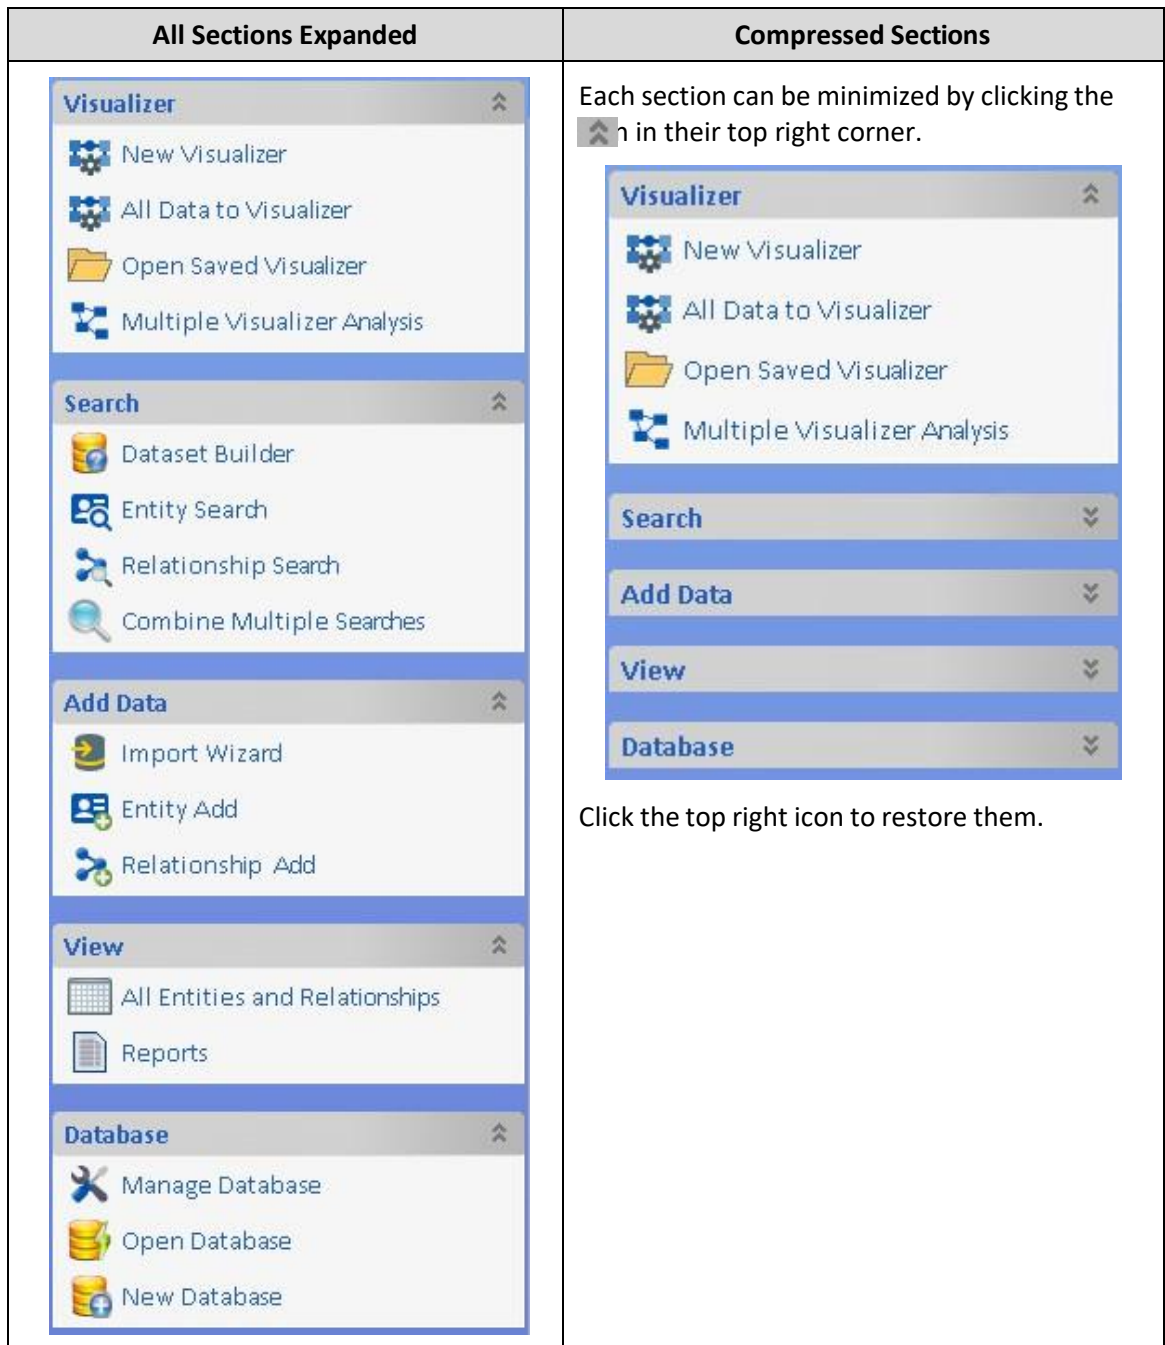 All Sections Expanded
Compressed Sections
Visualizer
New Visualizer
All Data to Visualizer
Open Saved Visualizer
Multiple Visualizer Analysis
Search
Dataset Builder
Entity Search
Relationship Search
Combine Multiple Searches
Add Data
Import Wizard
Entity Add
Relationship Add
View
All Entities and Relationships
Reports
Database
Manage Database
Open Database
New Database
Each section can be minimized by clicking the
in their top right corner.
Visualizer
New Visualizer
All Data to Visualizer
Open Saved Visualizer
Multiple Visualizer Analysis
Search
Add Data
View
Database
Click the top right icon to restore them.